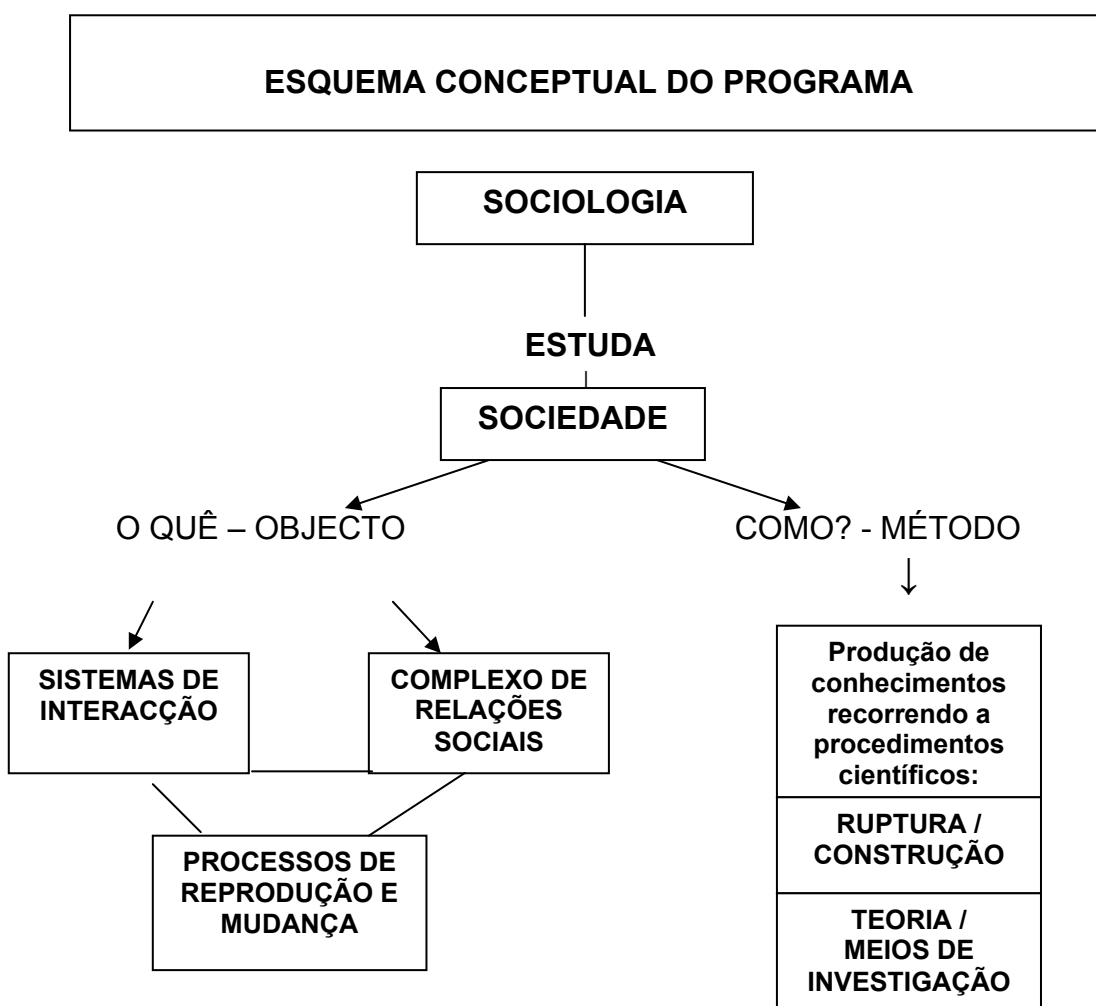 ESQUEMA CONCEPTUAL DO PROGRAMA
SOCIOLOGIA
ESTUDA
SOCIEDADE
O QUÊ – OBJECTO
COMO? - MÉTODO
↓
SISTEMAS DE
INTERACÇÃO
COMPLEXO DE
RELAÇÕES
SOCIAIS
PROCESSOS DE
REPRODUÇÃO E
MUDANÇA
Produção de
conhecimentos
recorrendo a
procedimentos
científicos:
RUPTURA /
CONSTRUÇÃO
TEORIA /
MEIOS DE
INVESTIGAÇÃO